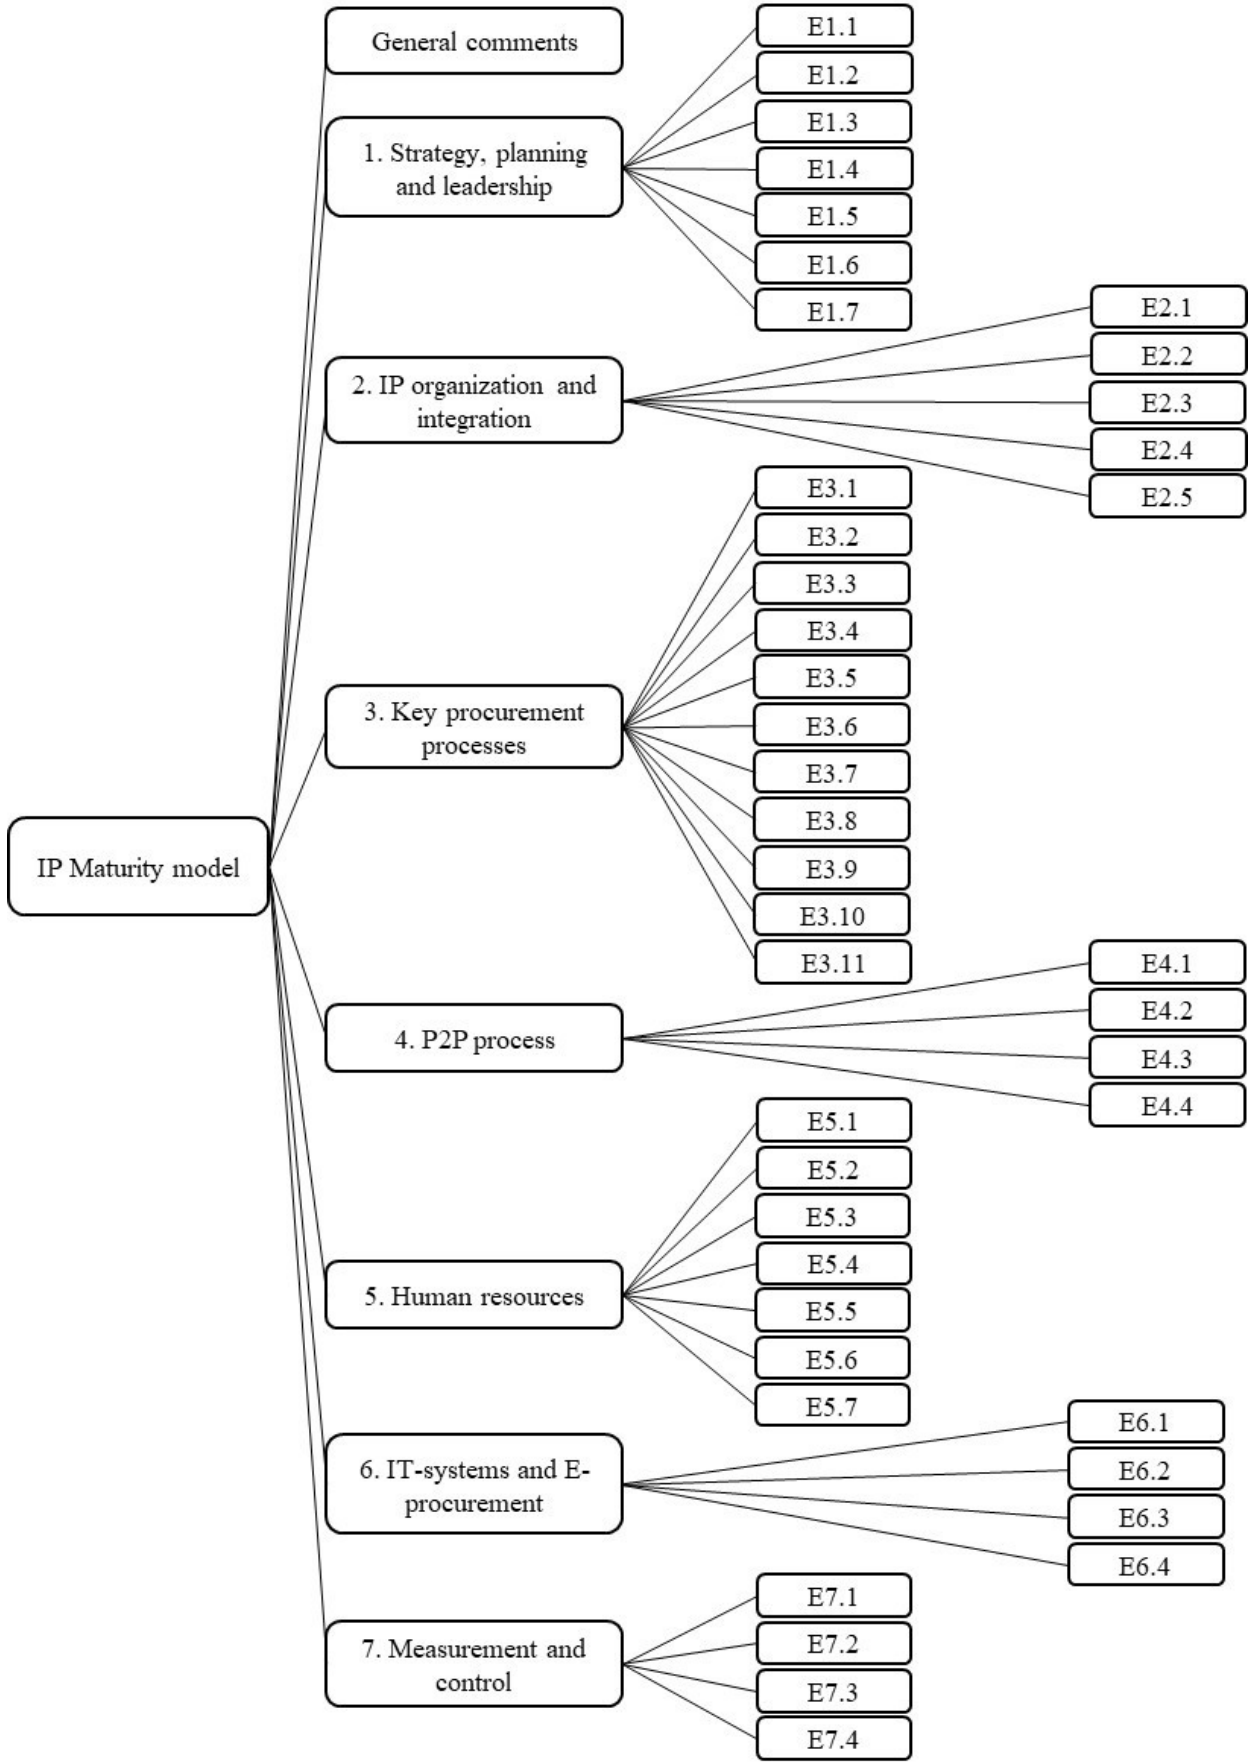 General comments
E1.1
E1.2
E1.3
1. Strategy, planning
and leadership
E1.4
E1.5
E1.6
E1.7
2. IP organization and
integration
E2.1
E2.2
E2.3
E2.4
E2.5
E3.1
E3.2
E3.3
E3.4
E3.5
3. Key procurement
processes
E3.6
E3.7
E3.8
E3.9
E3.10
E3.11
IP Maturity model
4. P2P process
E4.1
E4.2
E4.3
E4.4
E5.1
E5.2
E5.3
E5.4
5. Human resources
E5.5
E5.6
E5.7
6. IT-systems and E-
procurement
E6.1
E6.2
E6.3
E6.4
7. Measurement and
control
E7.1
E7.2
E7.3
E7.4